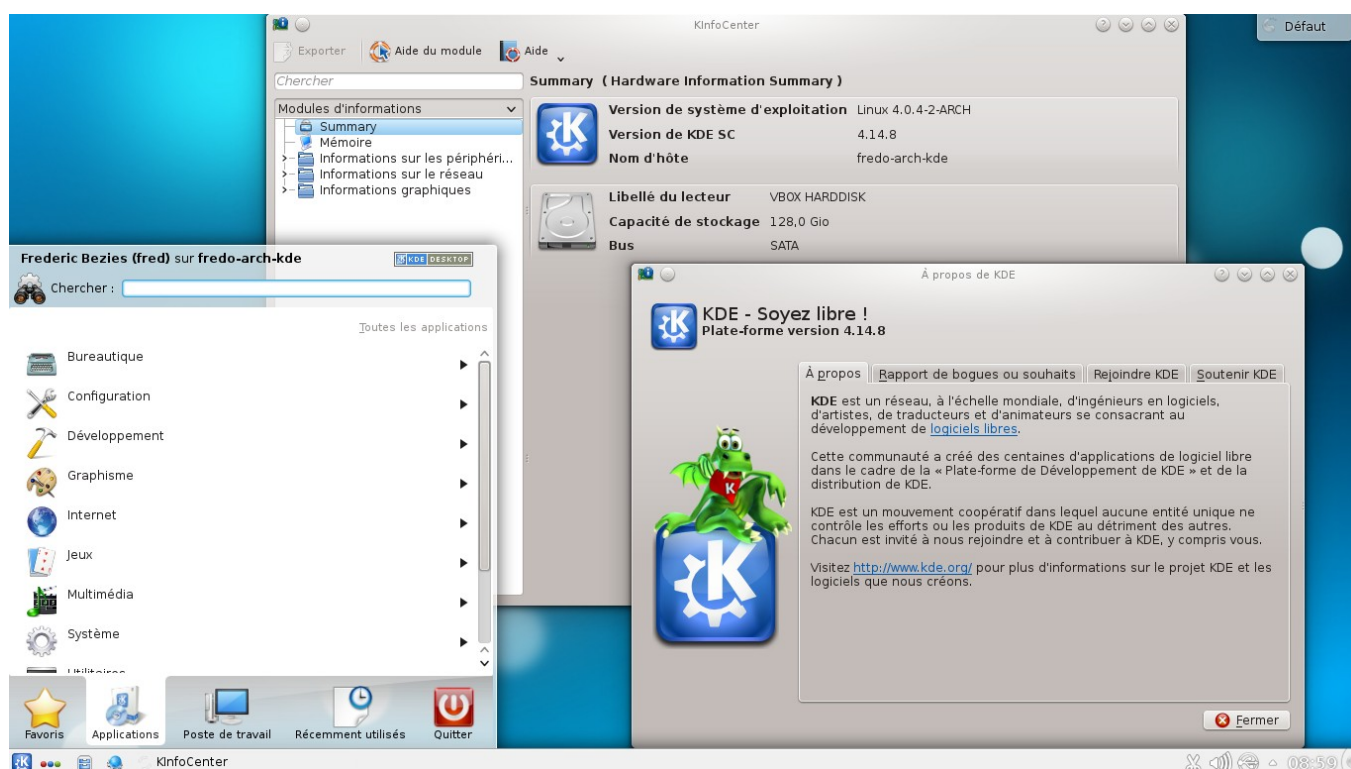 KInfoCenter
Défaut
Exporter Aide du module Aide
Chercher
Summary ( Hardware Information Summary )
Modules d'informations
Summary
Mémoire
Informations sur les périphéri...
Informations sur le réseau
Informations graphiques
Version de système d'exploitation Linux 4.0.4-2-ARCH
Version de KDE SC 4.14.8
Nom d'hôte fredo-arch-kde
Libellé du lecteur VBOX HARDDISK
Capacité de stockage 128,0 Gio
Bus SATA
Frederic Bezies (fred) sur fredo-arch-kde KDE DESKTOP
Chercher :
Toutes les applications
Bureautique
Configuration
Développement
Graphisme
Internet
Jeux
Multimédia
Système
Utilitaires
Favoris Applications Poste de travail Récemment utilisés Quitter
À propos de KDE
KDE - Soyez libre !
Plate-forme version 4.14.8
À propos Rapport de bogues ou souhaits Rejoindre KDE Soutenir KDE
KDE est un réseau, à l'échelle mondiale, d'ingénieurs en logiciels,
d'artistes, de traducteurs et d'animateurs se consacrant au
développement de logiciels libres.
Cette communauté a créé des centaines d'applications de logiciel libre
dans le cadre de la « Plate-forme de Développement de KDE » et de la
distribution de KDE.
KDE est un mouvement coopératif dans lequel aucune entité unique ne
contrôle les efforts ou les produits de KDE au détriment des autres.
Chacun est invité à nous rejoindre et à contribuer à KDE, y compris vous.
Visitez http://www.kde.org/ pour plus d'informations sur le projet KDE et les
logiciels que nous créons.
K
K
Fermer
KInfoCenter
08:59